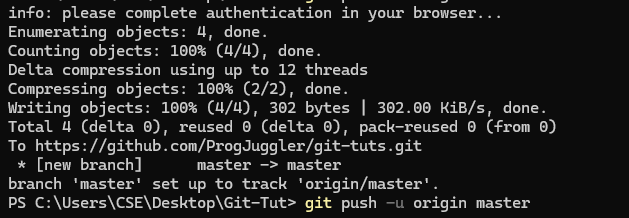 info: please complete authentication in your browser...
Enumerating objects: 4, done.
Counting objects: 100% (4/4), done.
Delta compression using up to 12 threads
Compressing objects: 100% (2/2), done.
Writing objects: 100% (4/4), 302 bytes | 302.00 KiB/s, done.
Total 4 (delta 0), reused 0 (delta 0), pack-reused 0 (from 0)
To https://github.com/ProgJuggler/git-tuts.git
 * [new branch]      master -> master
branch 'master' set up to track 'origin/master'.
PS C:\Users\CSE\Desktop\Git-Tut> git push -u origin master